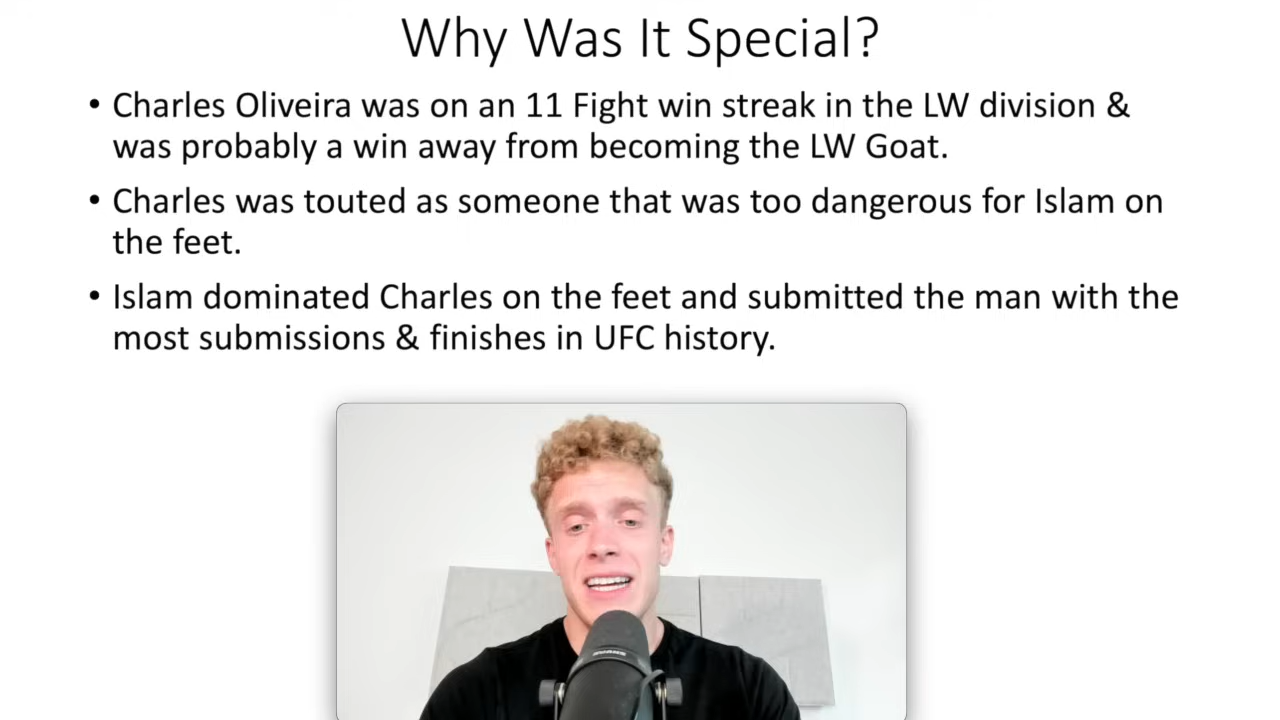 Why Was It Special?
• Charles Oliveira was on an 11 Fight win streak in the LW division &
was probably a win away from becoming the LW Goat.
• Charles was touted as someone that was too dangerous for Islam on
the feet.
• Islam dominated Charles on the feet and submitted the man with the
most submissions & finishes in UFC history.
SHURE